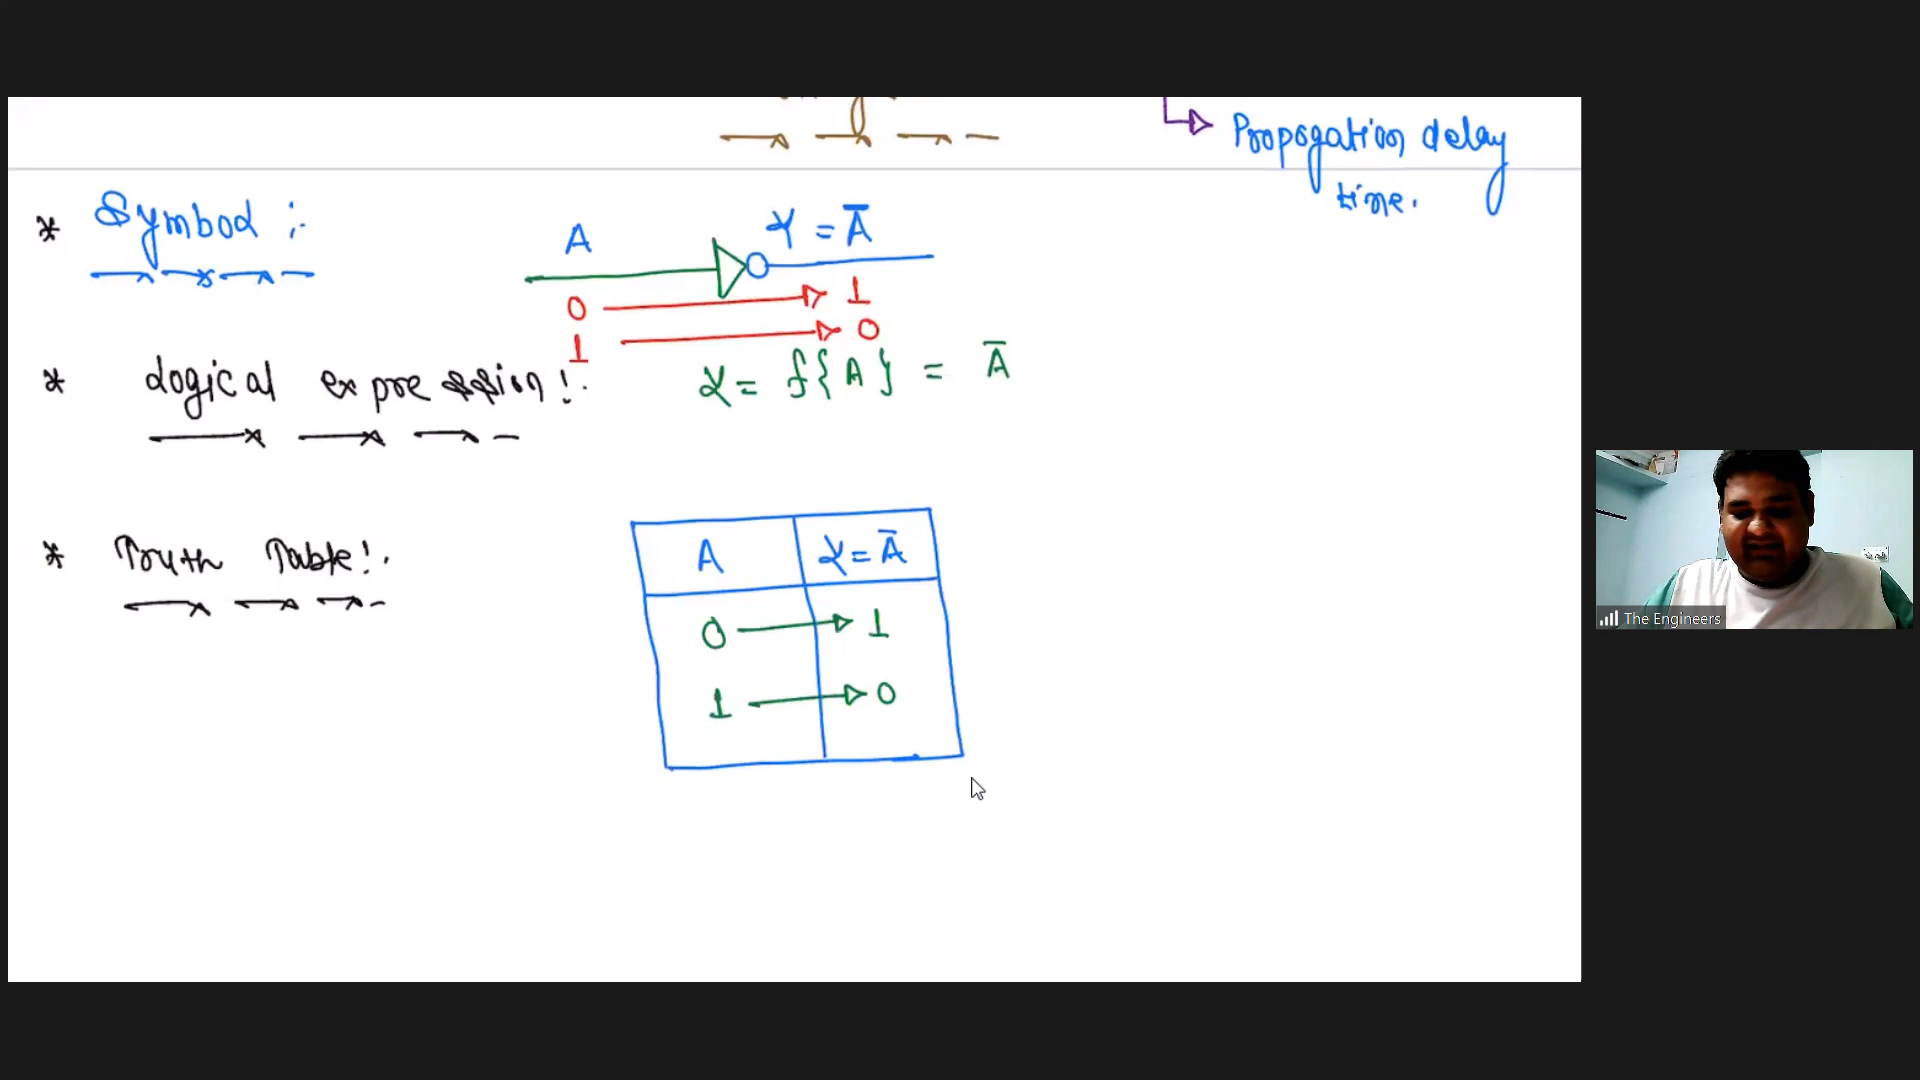 Propogation delay
time.
* Symbol :-
A
Y = Ā
0 → 1
1 → 0
* Logical expression :-
Y = f{A} = Ā
* Truth Table :-
A Y = Ā
0 → 1
1 → 0
The Engineers